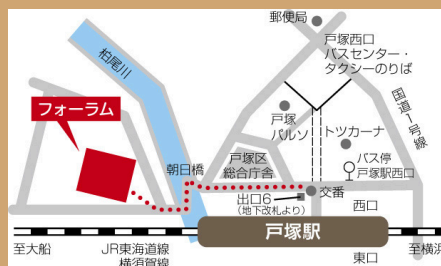 郵便局
戸塚西口
バスセンター・
タクシーのりば
柏尾川
国道1号線
フォーラム
戸塚
パルソ
トツカーナ
朝日橋
戸塚区
総合庁舎
バス停
戸塚駅西口
出口6
(地下改札より)
交番
西口
戸塚駅
至大船
JR東海道線
横須賀線
東口
至横浜